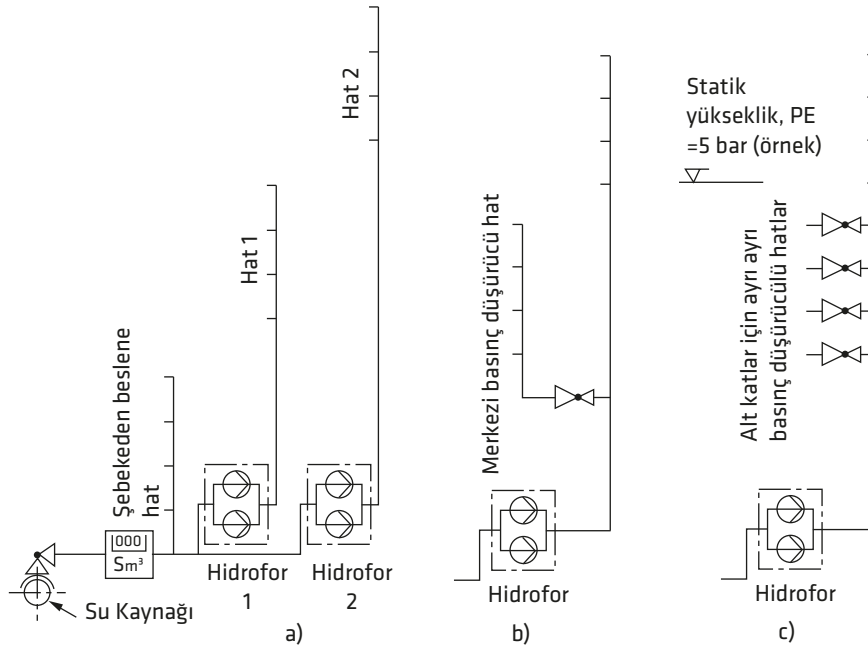 Şebekeden beslene
hat
Hat 1
Hat 2
000
Sm³
Su Kaynağı
Hidrofor
1
Hidrofor
2
a)
Merkezi basınç düşürücü hat
Hidrofor
b)
Statik
yükseklik, PE
=5 bar (örnek)
Alt katlar için ayrı ayrı
basınç düşürücülü hatlar
Hidrofor
c)